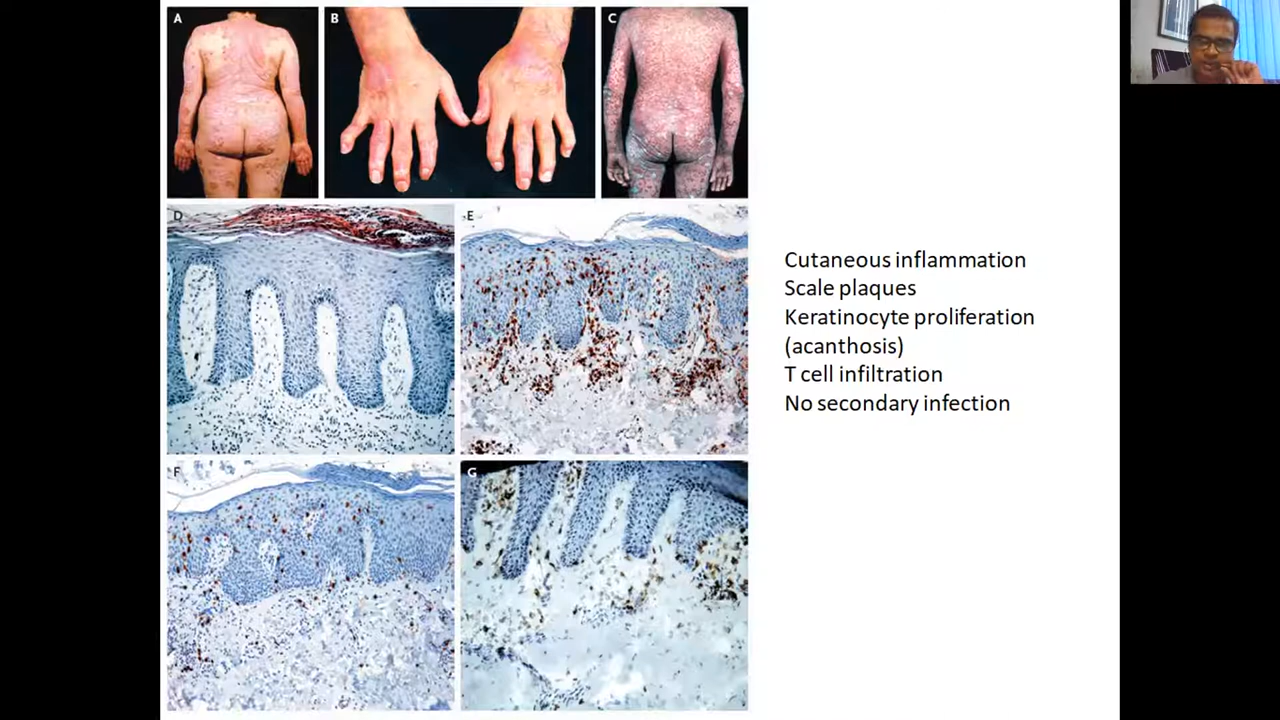 A
B
C
D
E
F
G
Cutaneous inflammation
Scale plaques
Keratinocyte proliferation
(acanthosis)
T cell infiltration
No secondary infection